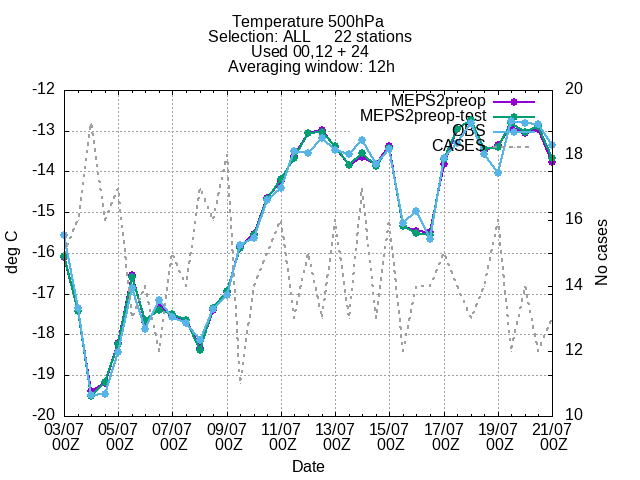 Temperature 500hPa
Selection: ALL 22 stations
Used 00,12 + 24
Averaging window: 12h
-12
-13
-14
-15
-16
-17
-18
-19
-20
deg C
20
18
16
14
12
10
No cases
MEPS2preop
MEPS2preop-test
OBS
CASES
03/07 05/07 07/07 09/07 11/07 13/07 15/07 17/07 19/07 21/07
00Z 00Z 00Z 00Z 00Z 00Z 00Z 00Z 00Z 00Z
Date